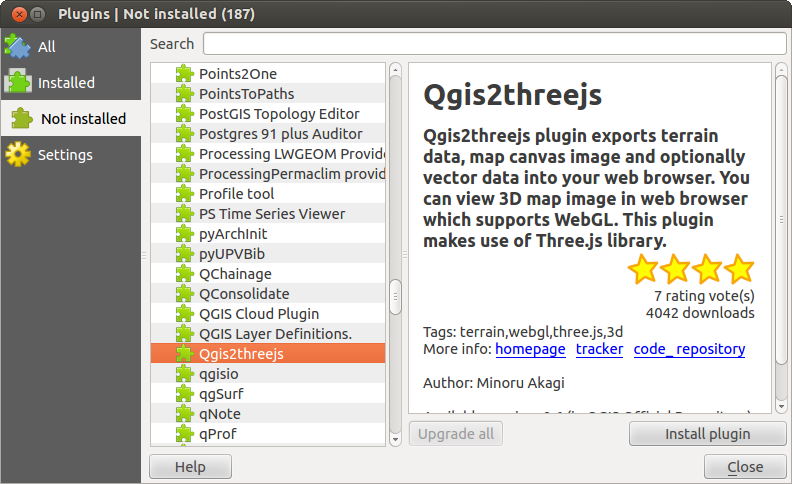 Plugins | Not installed (187)
All
Installed
Not installed
Settings
Search
Points2One
PointsToPaths
PostGIS Topology Editor
Postgres 91 plus Auditor
Processing LWGEOM Provide
ProcessingPermaclim provid
Profile tool
PS Time Series Viewer
pyArchInit
pyUPVBib
QChainage
QConsolidate
QGIS Cloud Plugin
QGIS Layer Definitions.
Qgis2threejs
qgisio
qgSurf
qNote
qProf
Qgis2threejs
Qgis2threejs plugin exports terrain
data, map canvas image and optionally
vector data into your web browser. You
can view 3D map image in web browser
which supports WebGL. This plugin
makes use of Three.js library.
7 rating vote(s)
4042 downloads
Tags: terrain,webgl,three.js,3d
More info: homepage tracker code_repository
Author: Minoru Akagi
Upgrade all
Install plugin
Help
Close